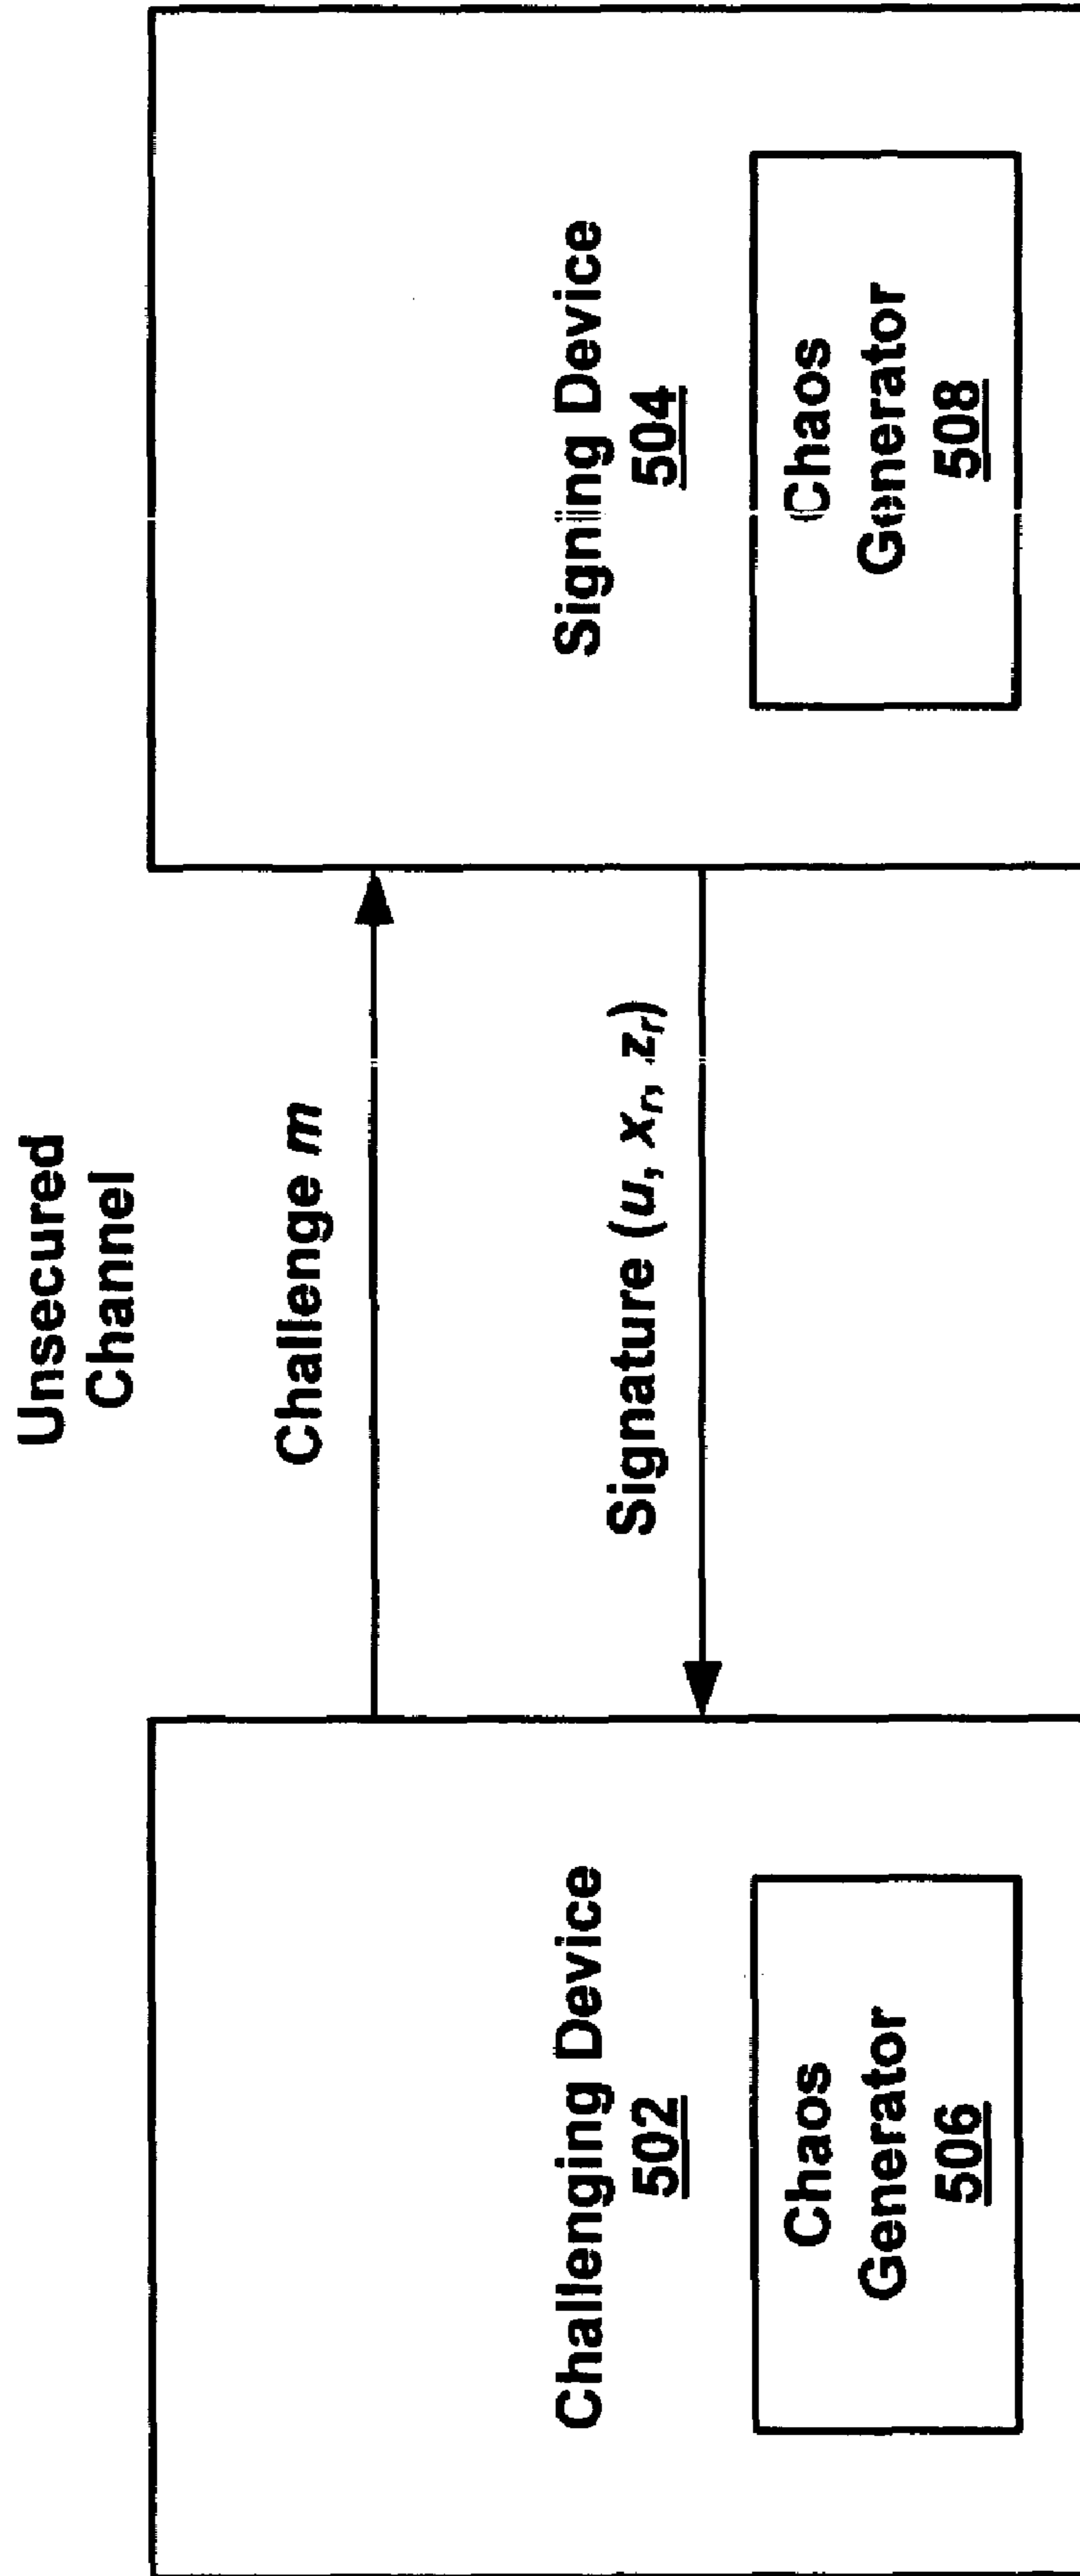 Unsecured
Channel
Challenge m
Signature (u, xr, zr)
Challenging Device
502
Chaos
Generator
506
Signing Device
504
Chaos
Generator
508